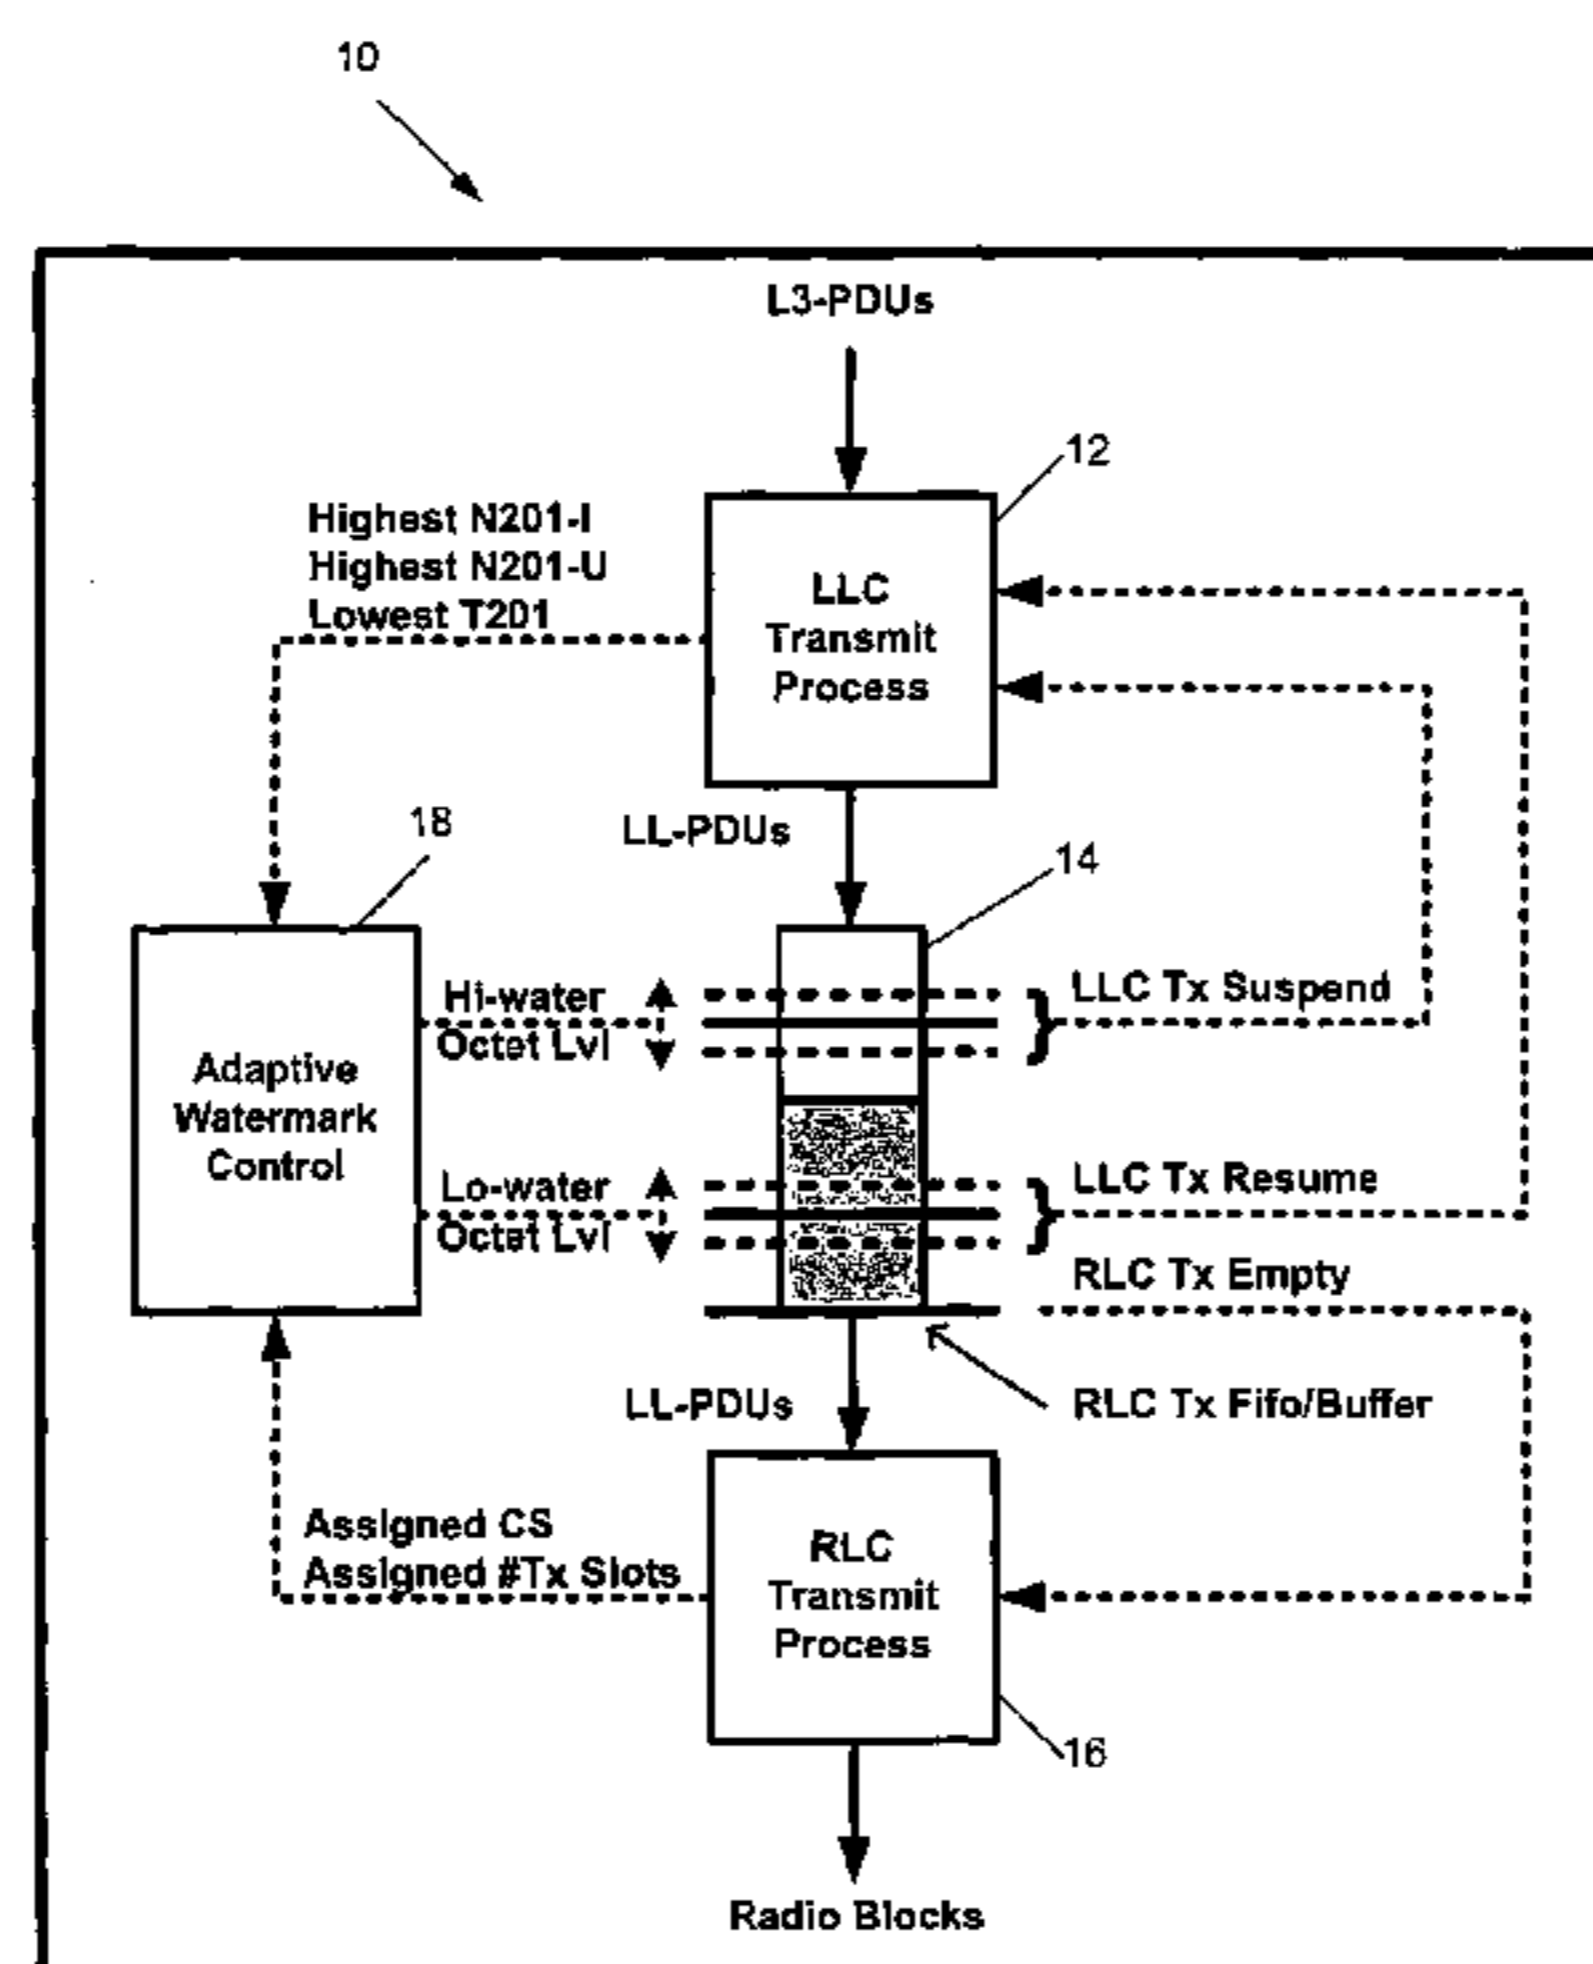 10
L3-PDUs
12
Highest N201-I
Highest N201-U
Lowest T201
LLC
Transmit
Process
18
LL-PDUs
14
Hi-water
Octet Lvl
LLC Tx Suspend
Adaptive
Watermark
Control
Lo-water
Octet Lvl
LLC Tx Resume
RLC Tx Empty
LL-PDUs
RLC Tx Fifo/Buffer
Assigned CS
Assigned #Tx Slots
RLC
Transmit
Process
16
Radio Blocks